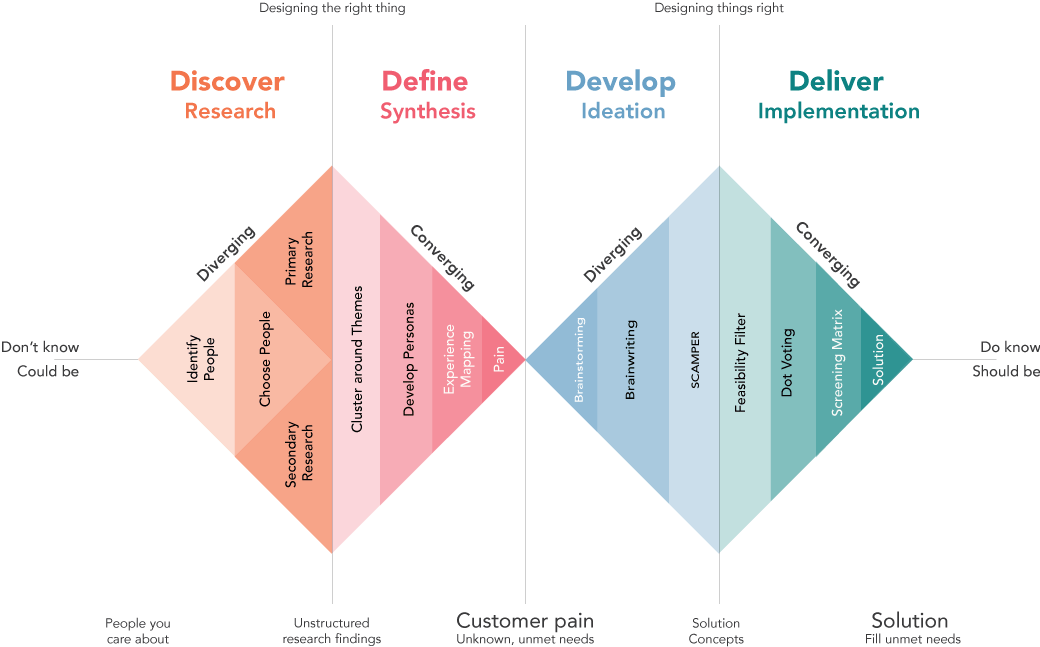 Designing the right thing
Designing things right
Discover
Research
Define
Synthesis
Develop
Ideation
Deliver
Implementation
Diverging
Converging
Diverging
Converging
Don't know
Could be
Identify
People
Choose People
Primary
Research
Secondary
Research
Cluster around Themes
Develop Personas
Experience
Mapping
Pain
Brainstorming
Brainwriting
SCAMPER
Feasibility Filter
Dot Voting
Screening Matrix
Solution
Do know
Should be
People you
care about
Unstructured
research findings
Customer pain
Unknown, unmet needs
Solution
Concepts
Solution
Fill unmet needs